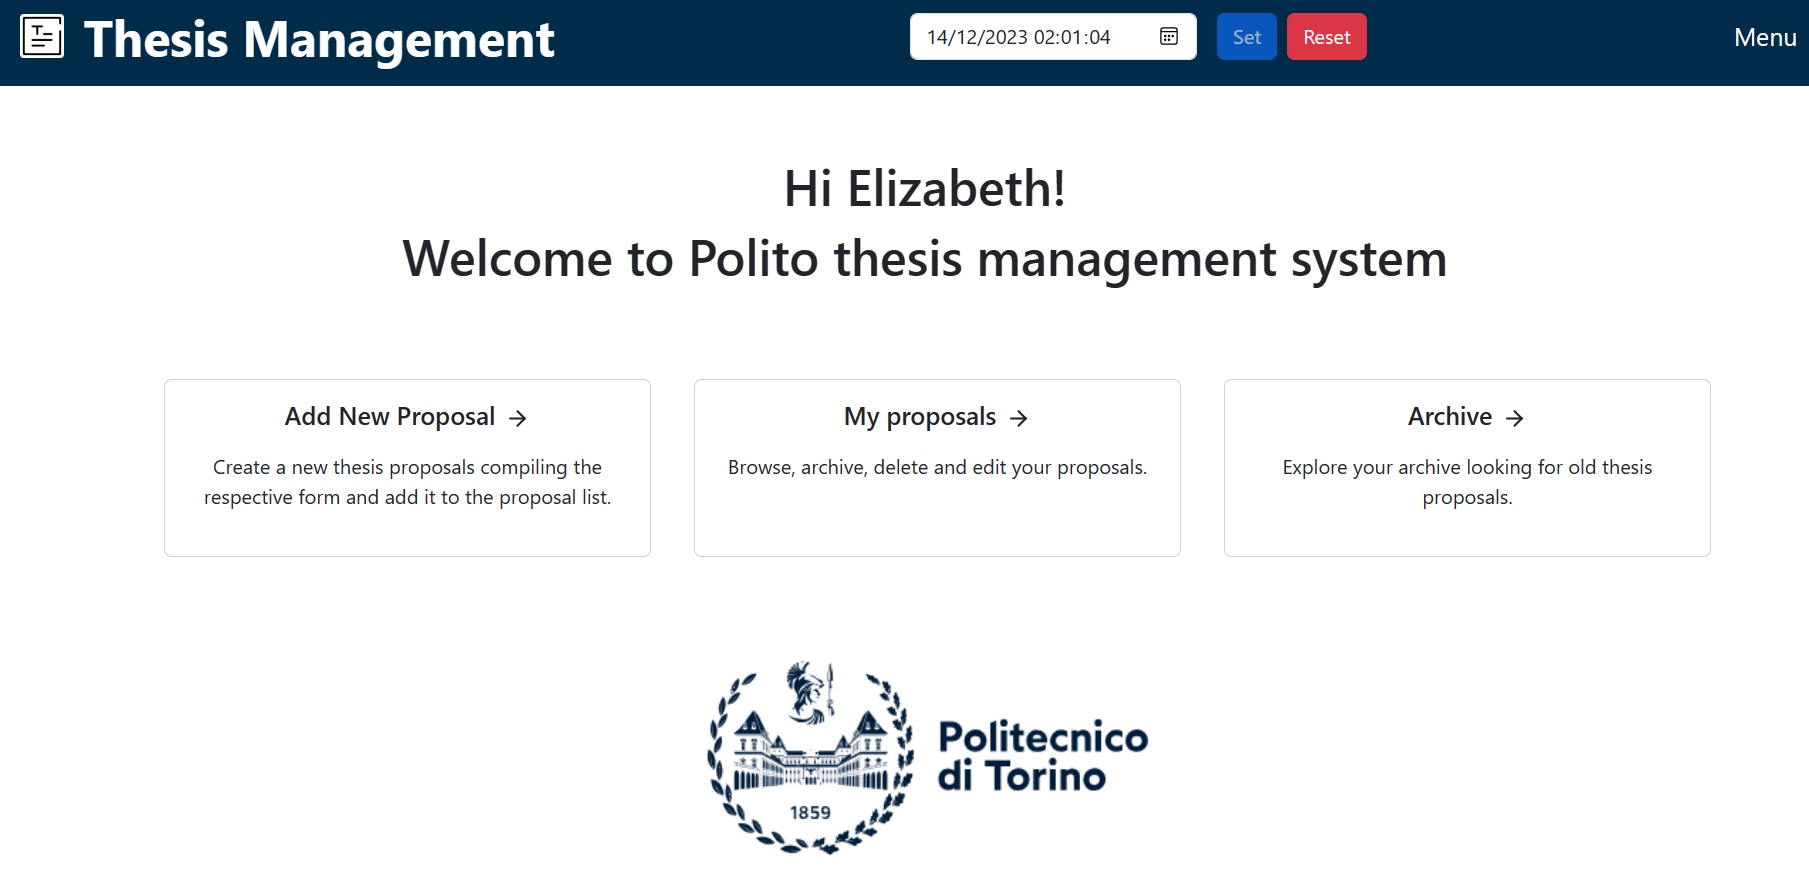 Thesis Management
14/12/2023 02:01:04
Set
Reset
Menu
Hi Elizabeth!
Welcome to Polito thesis management system
Add New Proposal →
Create a new thesis proposals compiling the
respective form and add it to the proposal list.
My proposals →
Browse, archive, delete and edit your proposals.
Archive →
Explore your archive looking for old thesis
proposals.
1859
Politecnico
di Torino